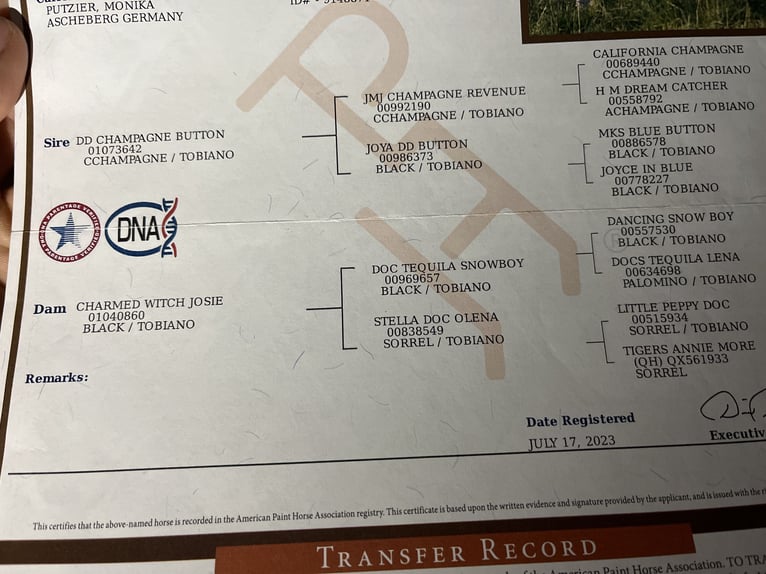 PUTZIER, MONIKA
ASCHEBERG GERMANY
Sire DD CHAMPAGNE BUTTON
01073642
CCHAMPAGNE / TOBIANO
JMJ CHAMPAGNE REVENUE
00992190
CCHAMPAGNE / TOBIANO
JOYA DD BUTTON
00986373
BLACK / TOBIANO
CALIFORNIA CHAMPAGNE
00689440
CCHAMPAGNE / TOBIANO
H M DREAM CATCHER
00558792
ACHAMPAGNE / TOBIANO
MKS BLUE BUTTON
00886578
BLACK / TOBIANO
JOYCE IN BLUE
00778227
BLACK / TOBIANO
PARENTAGE VERIFIED
PARENTAGE VERIFIED
DNA
Dam CHARMED WITCH JOSIE
01040860
BLACK / TOBIANO
DOC TEQUILA SNOWBOY
00969657
BLACK / TOBIANO
STELLA DOC OLENA
00838549
SORREL / TOBIANO
DANCING SNOW BOY
00557530
BLACK / TOBIANO
DOCS TEQUILA LENA
00634698
PALOMINO / TOBIANO
LITTLE PEPPY DOC
00515934
SORREL / TOBIANO
TIGERS ANNIE MORE
(QH) QX561933
SORREL
Remarks:
Date Registered
JULY 17, 2023
Executiv
This certifies that the above-named horse is recorded in the American Paint Horse Association registry. This certificate is based upon the written evidence and signature provided by the applicant, and is issued with the
TRANSFER RECORD
of the American Paint Horse Association. TO TRA